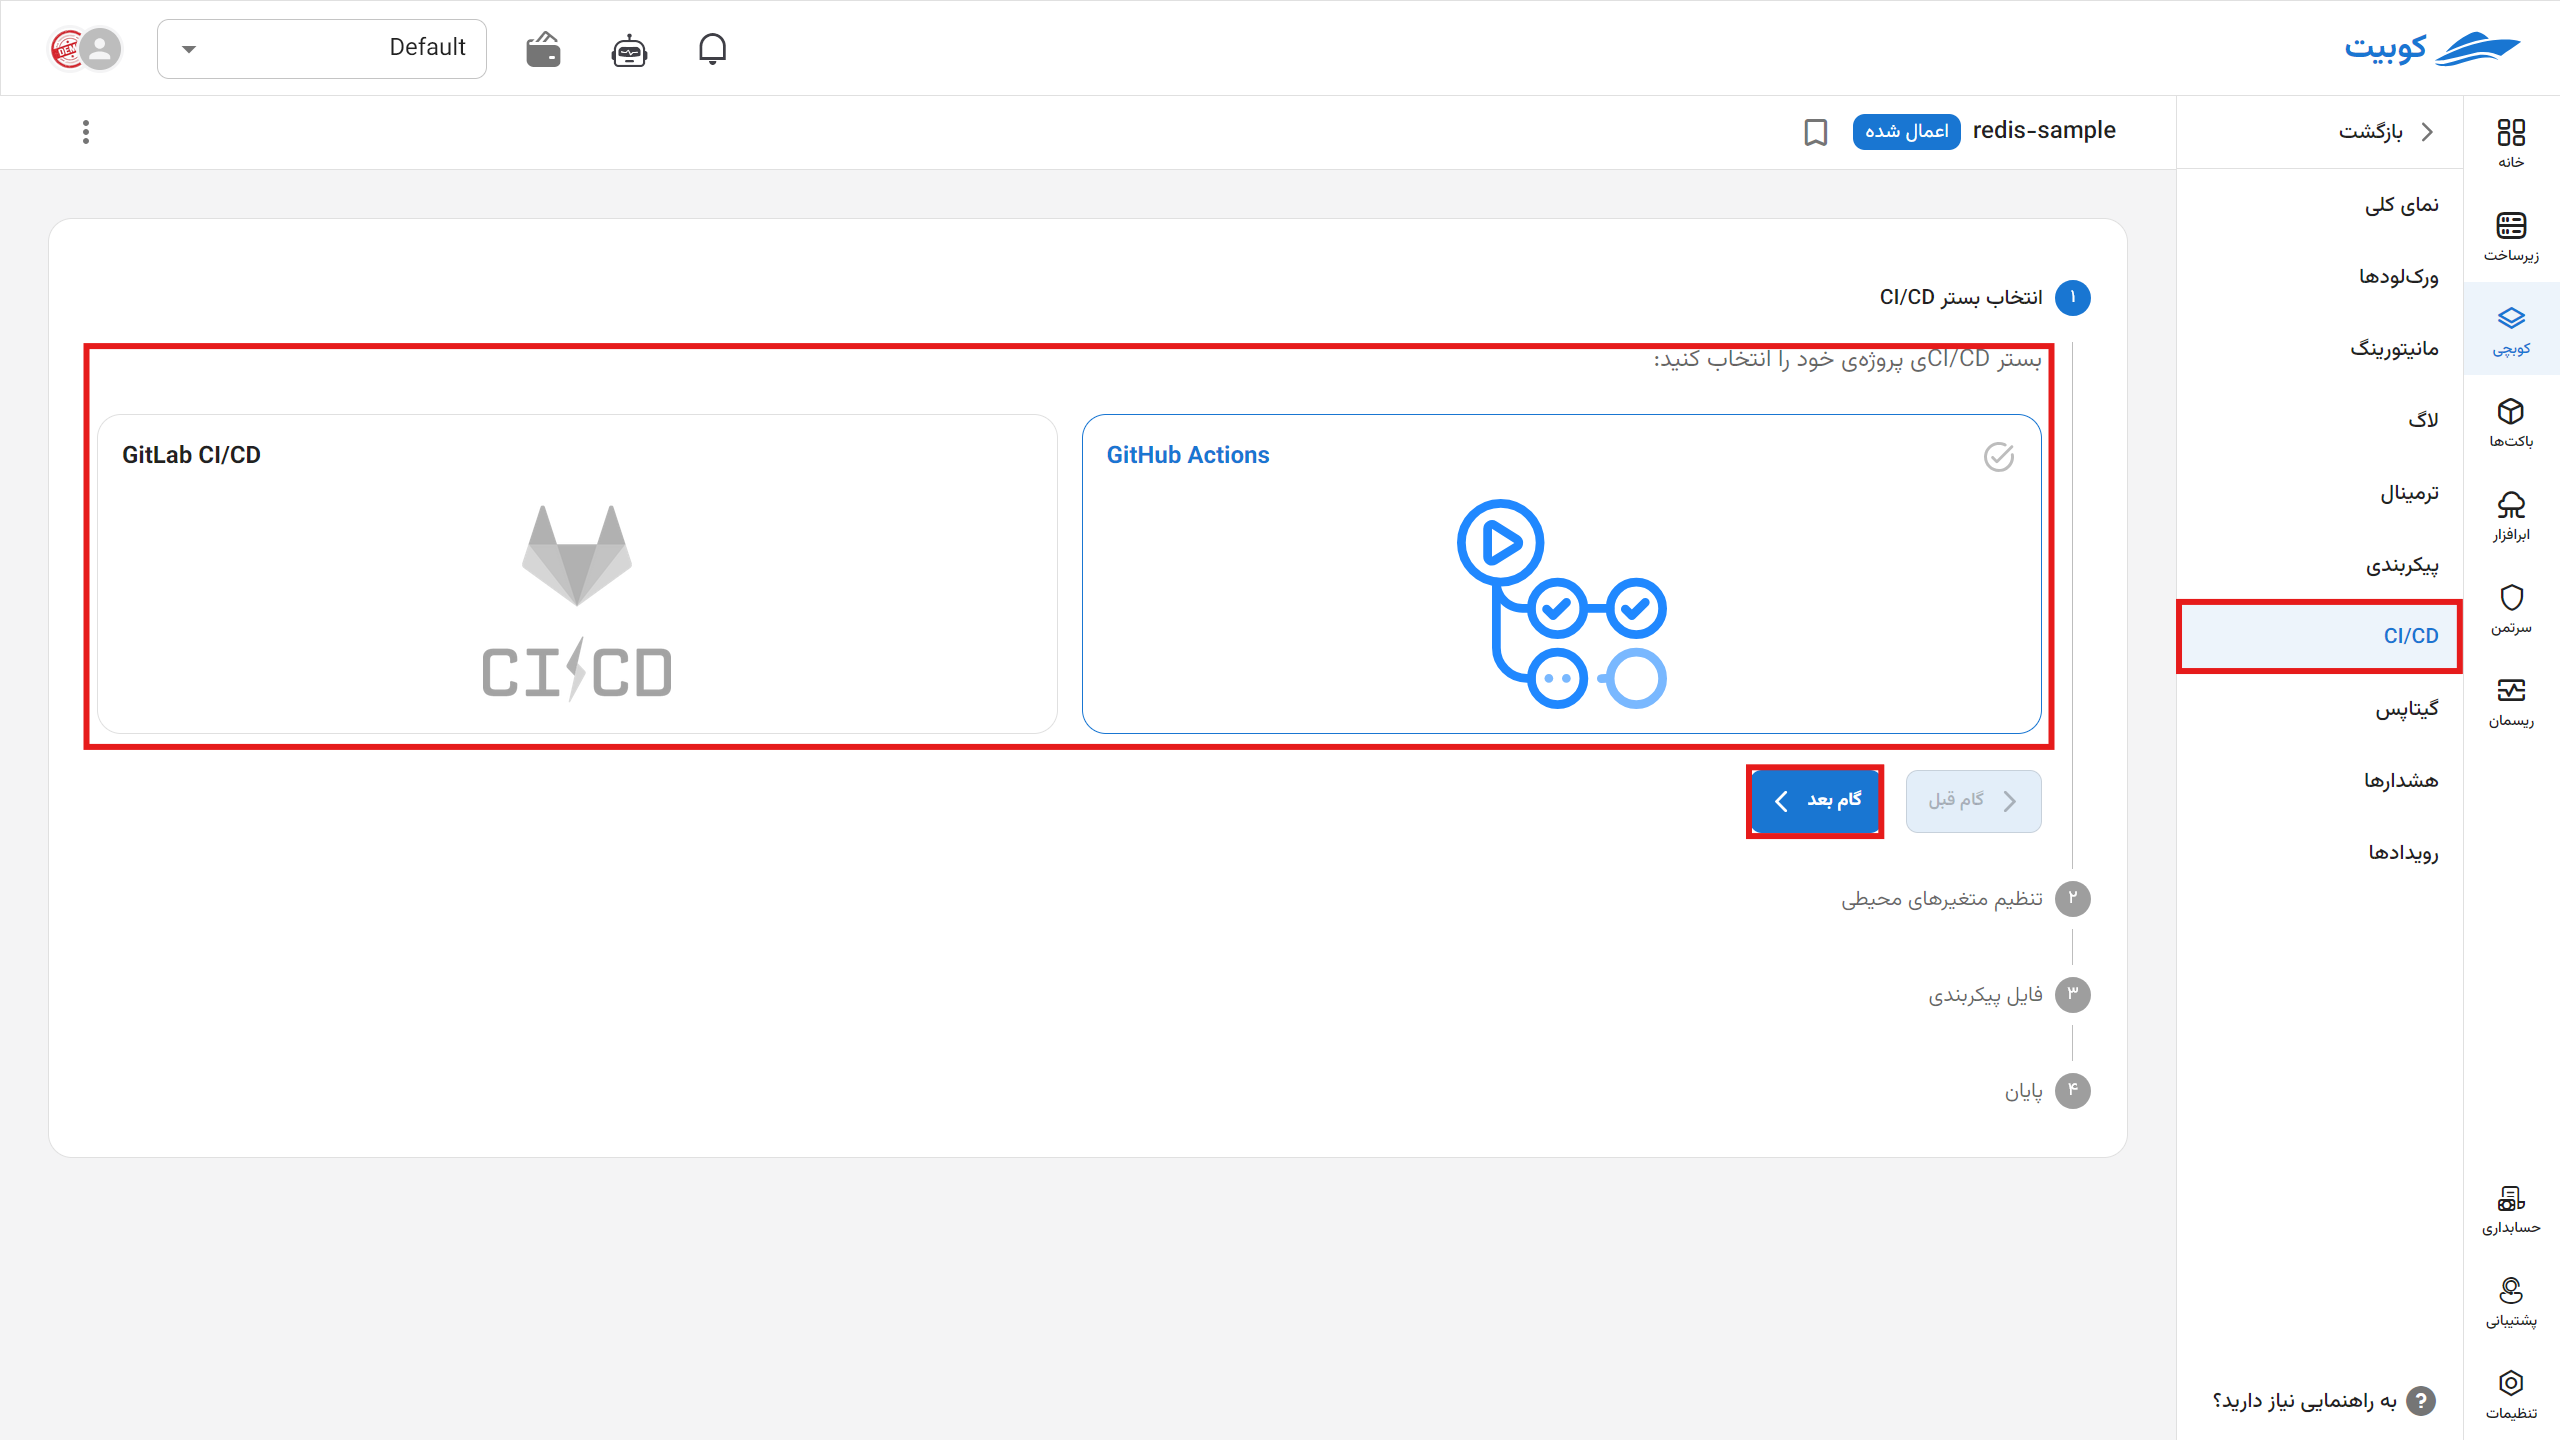 کوبیت
Default
DEMO
خانه
زیرساخت
کوبچی
باکت‌ها
ابرافزار
سرتمن
ریسمان
حسابداری
پشتیبانی
تنظیمات
بازگشت
نمای کلی
ورک‌لودها
مانیتورینگ
لاگ
ترمینال
پیکربندی
CI/CD
گیتاپس
هشدارها
رویدادها
به راهنمایی نیاز دارید؟
redis-sample اعمال شده
۱ انتخاب بستر CI/CD
بستر CI/CDی پروژه‌ی خود را انتخاب کنید:
GitHub Actions
GitLab CI/CD
CI CD
گام قبل
گام بعد
۲ تنظیم متغیرهای محیطی
۳ فایل پیکربندی
۴ پایان